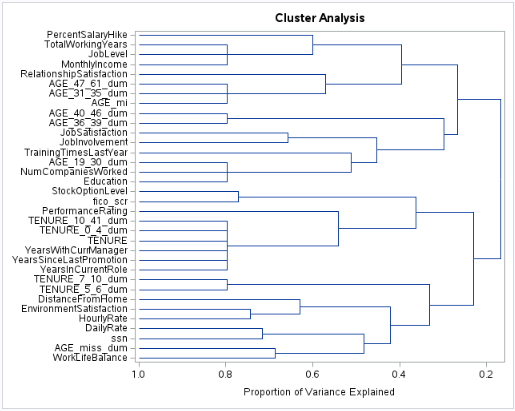 Cluster Analysis
PercentSalaryHike
TotalWorkingYears
JobLevel
MonthlyIncome
RelationshipSatisfaction
AGE_47_61_dum
AGE_31_35_dum
AGE_mi
AGE_40_46_dum
AGE_36_39_dum
JobSatisfaction
JobInvolvement
TrainingTimesLastYear
AGE_19_30_dum
NumCompaniesWorked
Education
StockOptionLevel
fico_scr
PerformanceRating
TENURE_10_41_dum
TENURE_0_4_dum
TENURE
YearsWithCurrManager
YearsSinceLastPromotion
YearsInCurrentRole
TENURE_7_10_dum
TENURE_5_6_dum
DistanceFromHome
EnvironmentSatisfaction
HourlyRate
DailyRate
ssn
AGE_miss_dum
WorkLifeBalance
1.0 0.8 0.6 0.4 0.2
Proportion of Variance Explained